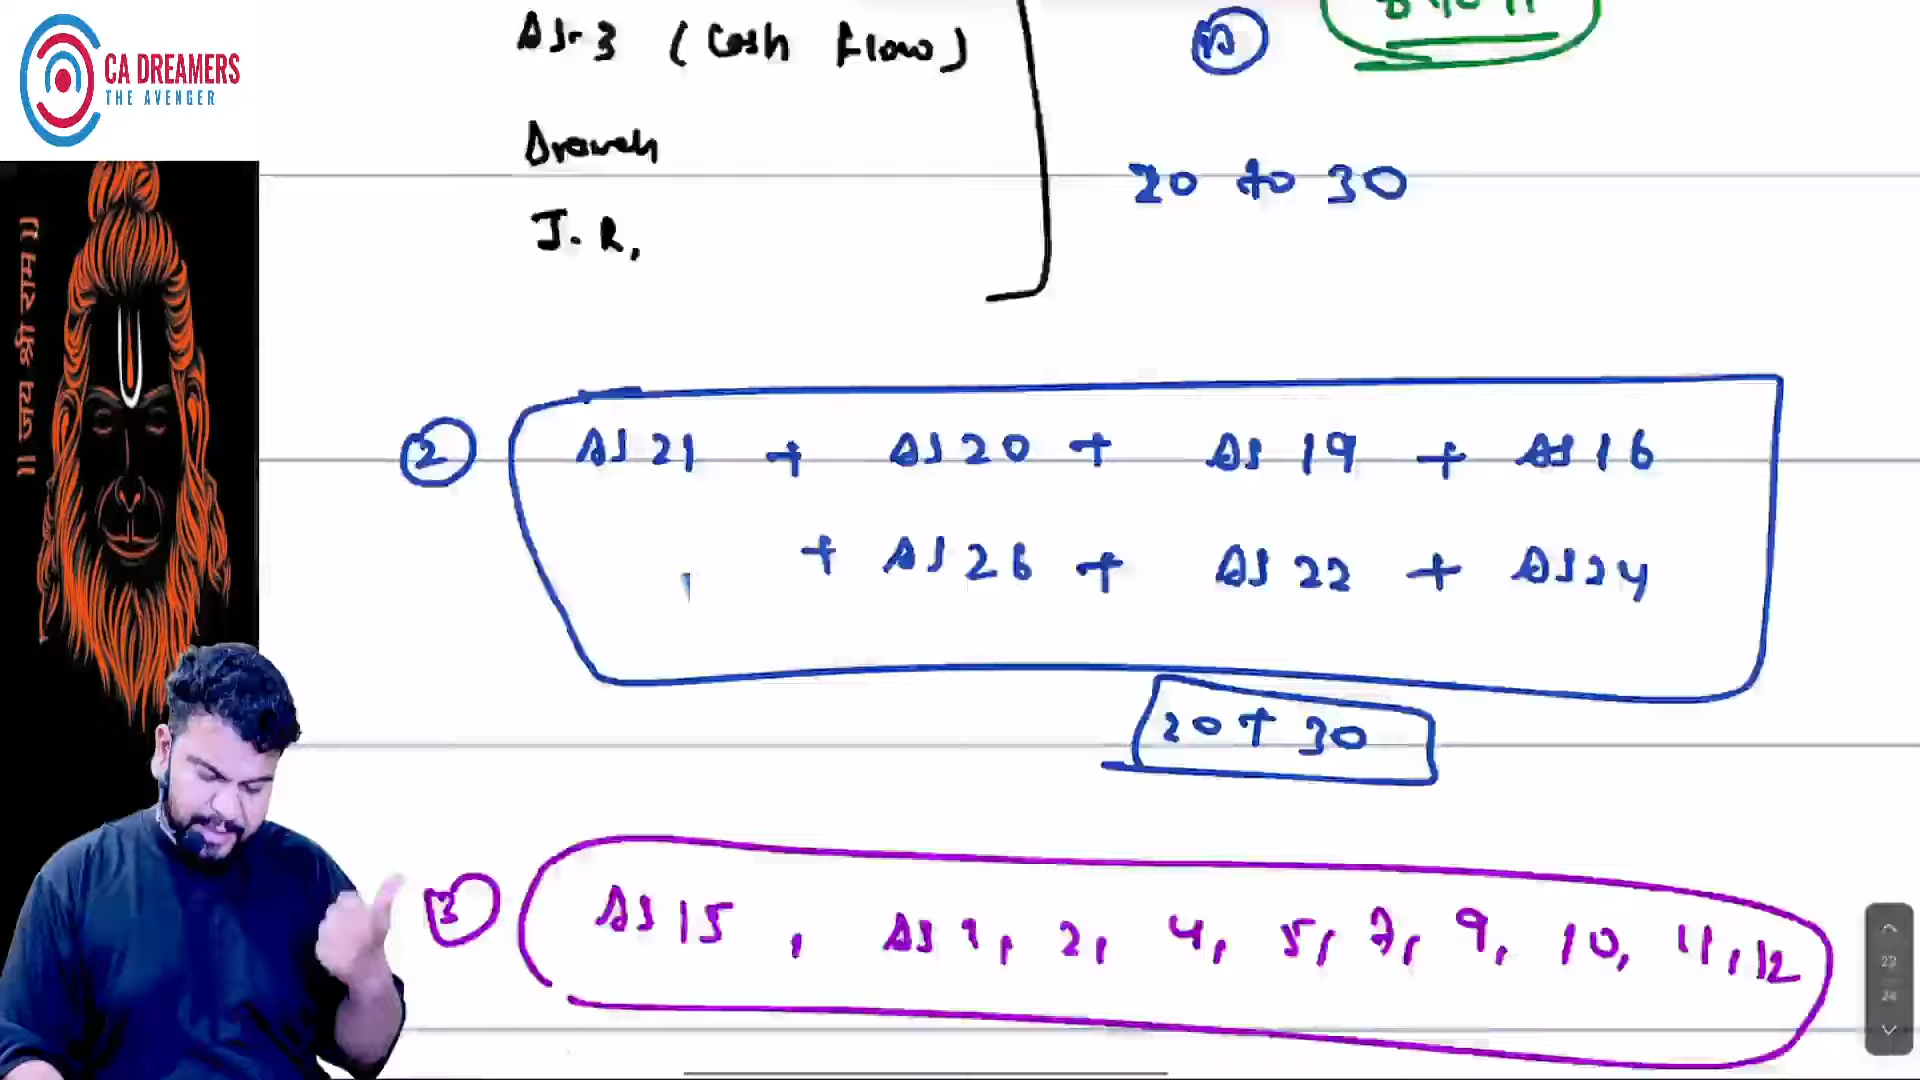 CA DREAMERS
THE AVENGER
AS-3 (Cash flow)
20 to 30
Branch
I.R.
2 AS 21 + AS 20 + AS 19 + AS 16
+ AS 26 + AS 22 + AS 24
20 + 30
3 AS 15, AS 1, 2, 4, 5, 7, 9, 10, 11, 12
23
24